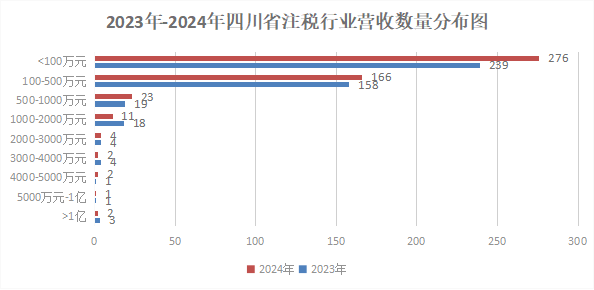 2023年-2024年四川省注税行业营收数量分布图
<100万元 276
239
100-500万元 166
158
500-1000万元 23
19
1000-2000万元 11
18
2000-3000万元 4
4
3000-4000万元 2
4
4000-5000万元 2
1
5000万元-1亿 1
1
>1亿 2
3
0 50 100 150 200 250 300
2024年 2023年